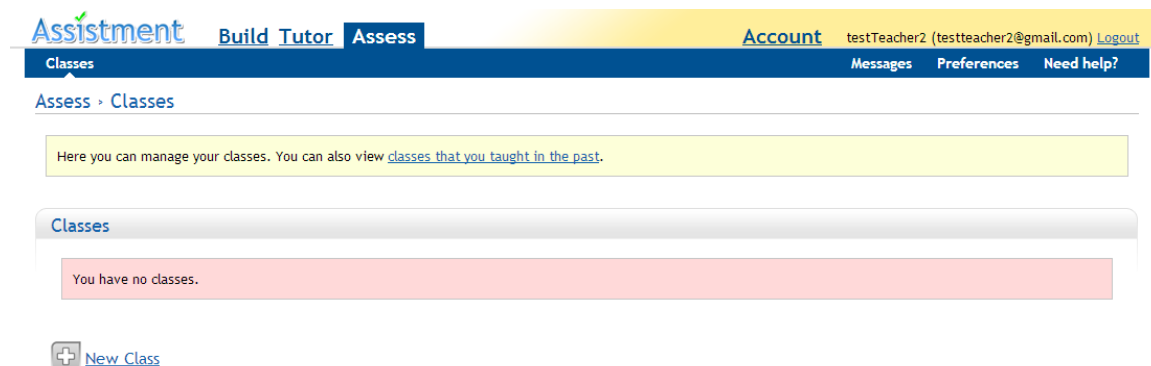 Assistment Build Tutor Assess Account testTeacher2 (testteacher2@gmail.com) Logout
Classes Messages Preferences Need help?
Assess › Classes
Here you can manage your classes. You can also view classes that you taught in the past.
Classes
You have no classes.
New Class